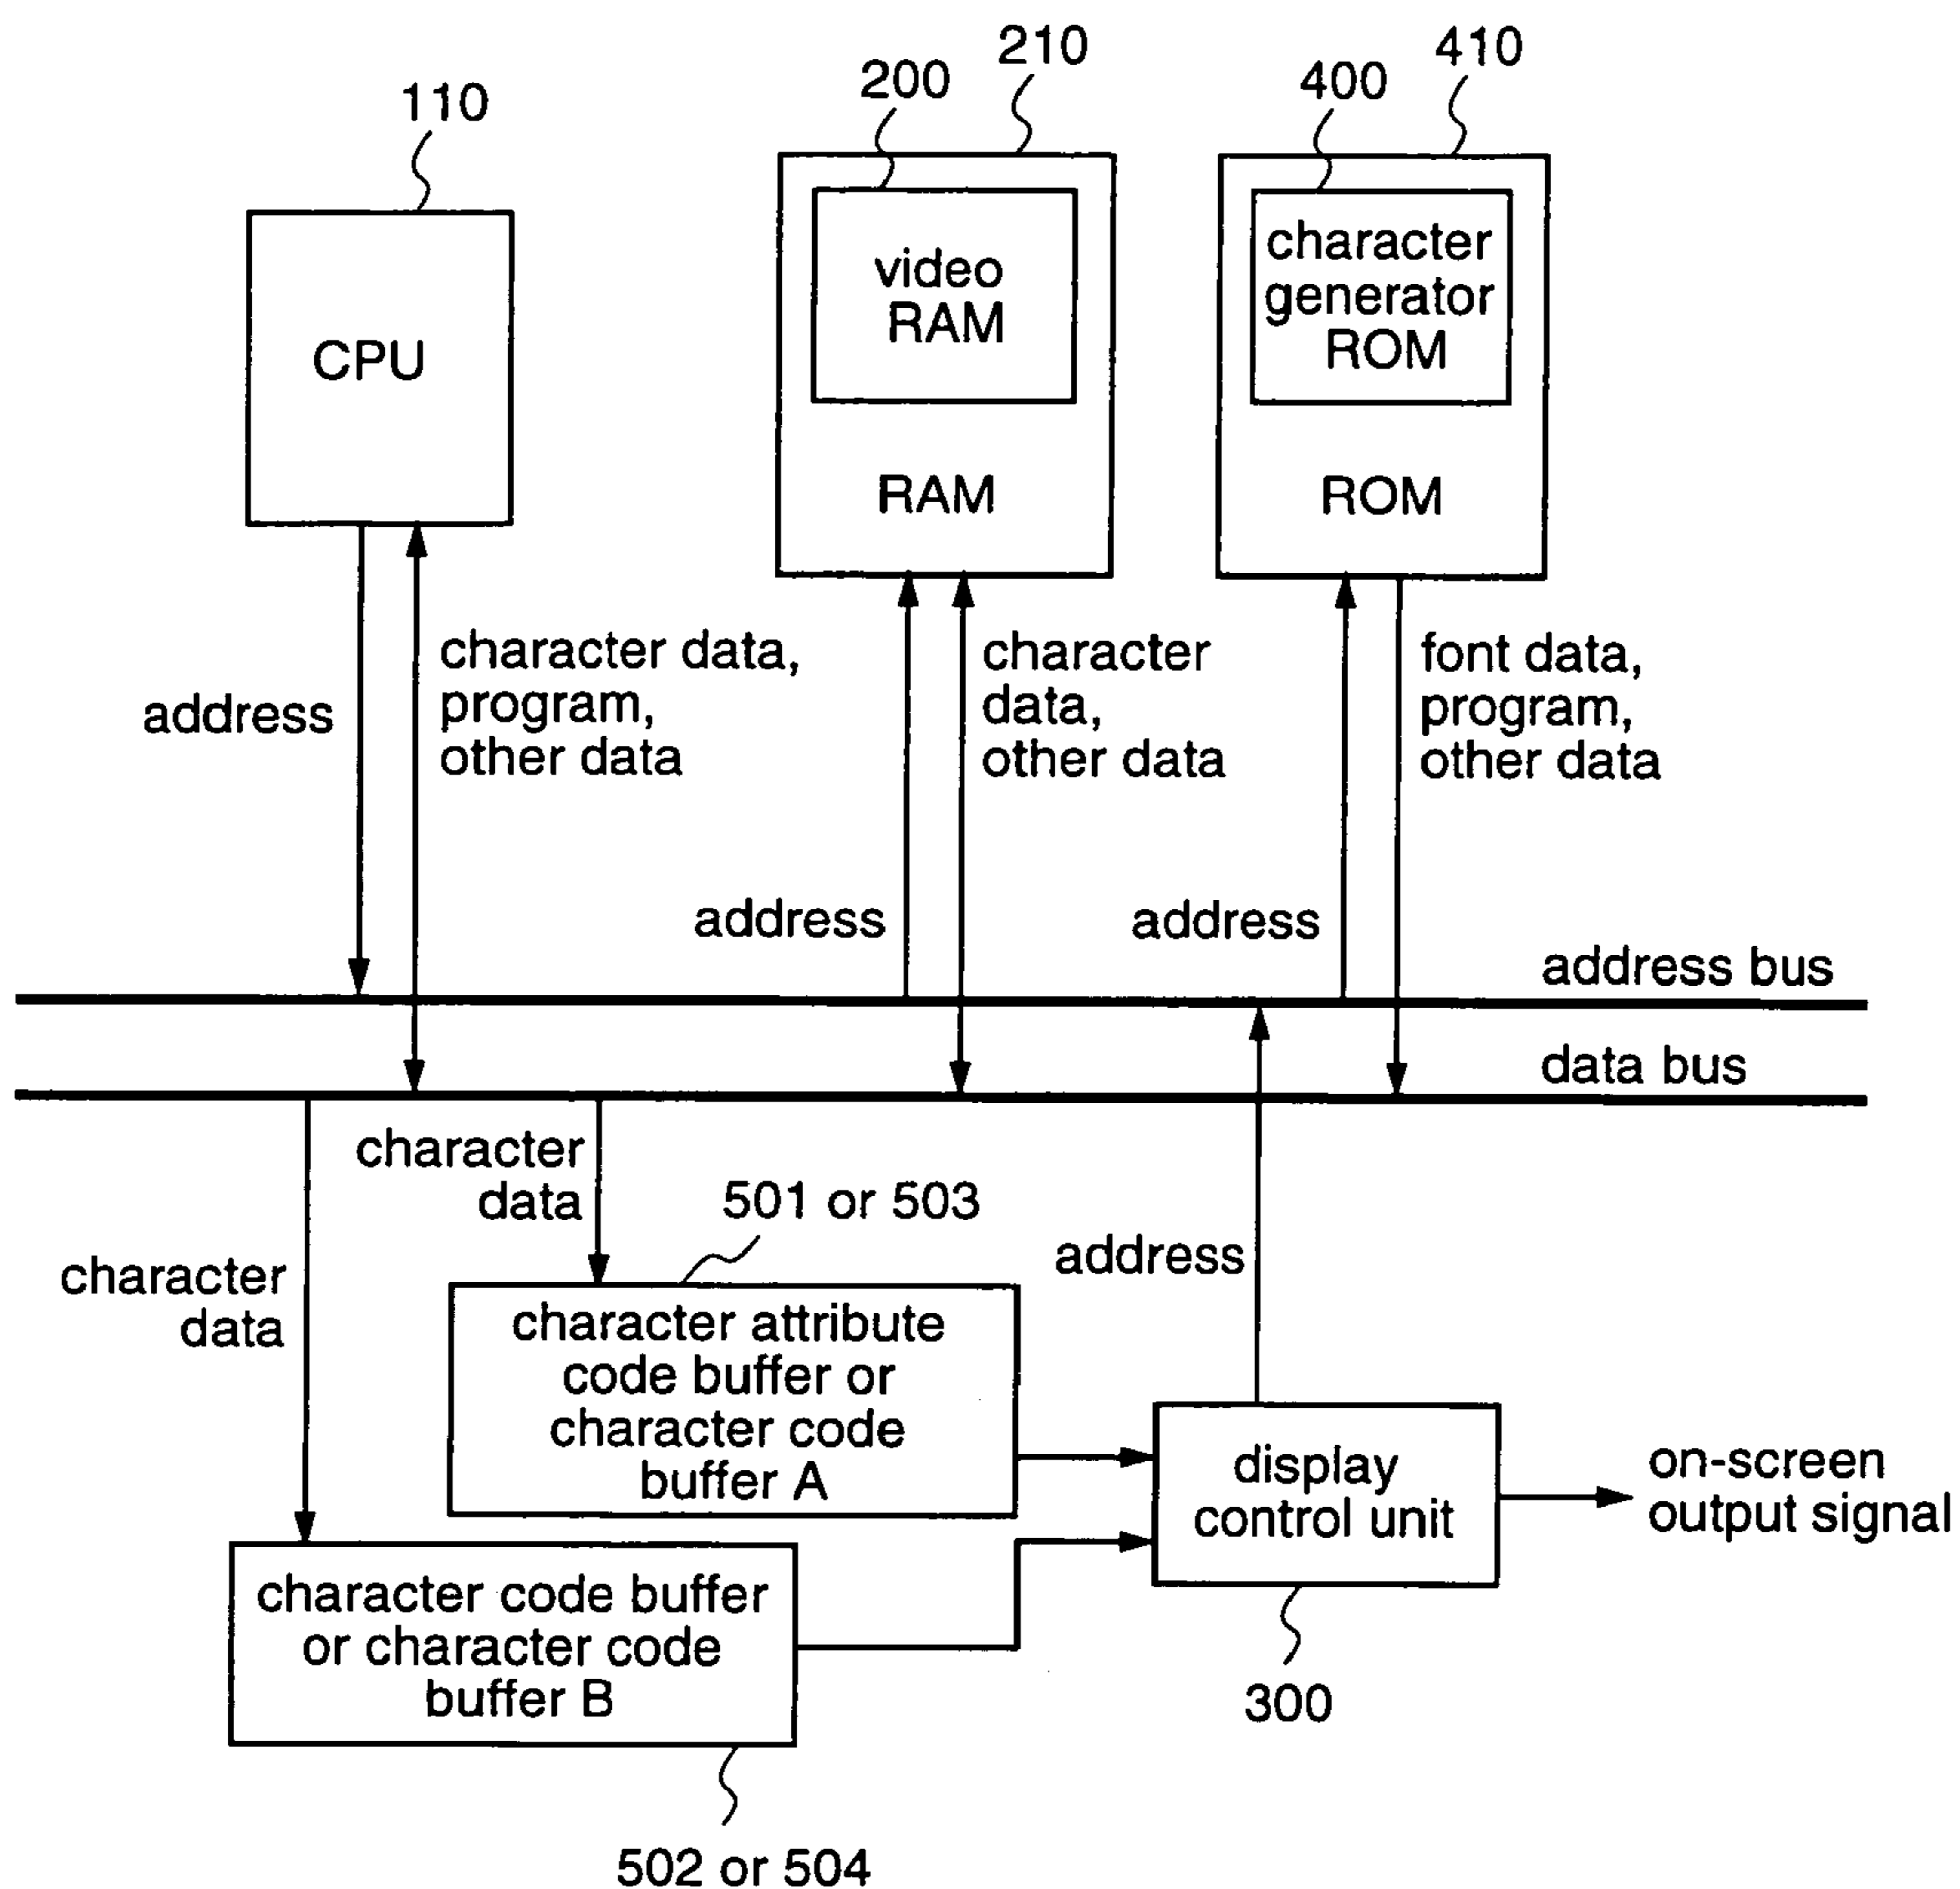 110
200
210
400
410
CPU
video
RAM
RAM
character
generator
ROM
ROM
address
character data,
program,
other data
address
character
data,
other data
address
font data,
program,
other data
address bus
data bus
character
data
character
data
501 or 503
address
character attribute
code buffer or
character code
buffer A
display
control unit
on-screen
output signal
character code buffer
or character code
buffer B
300
502 or 504